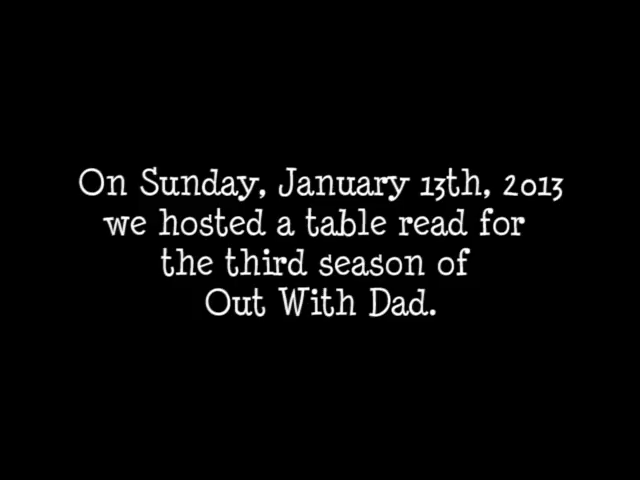 On Sunday, January 13th, 2013
we hosted a table read for
the third season of
Out With Dad.